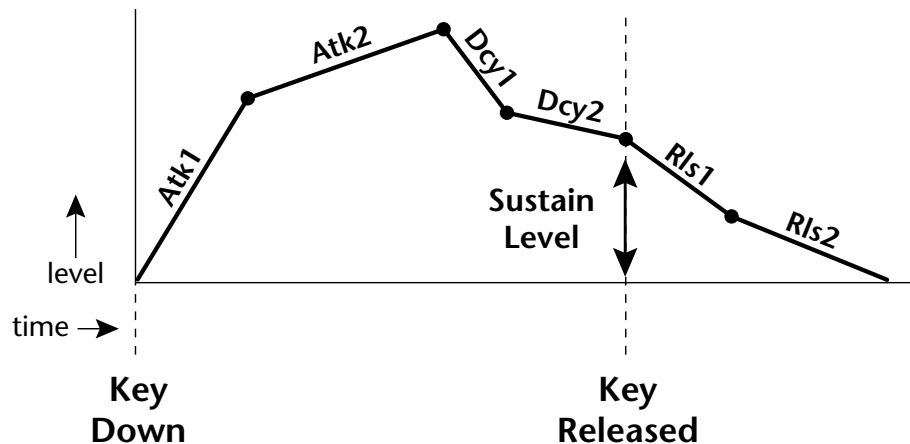 Atk1
Atk2
Dcy1
Dcy2
Rls1
Rls2
Sustain
Level
level
time
Key
Down
Key
Released